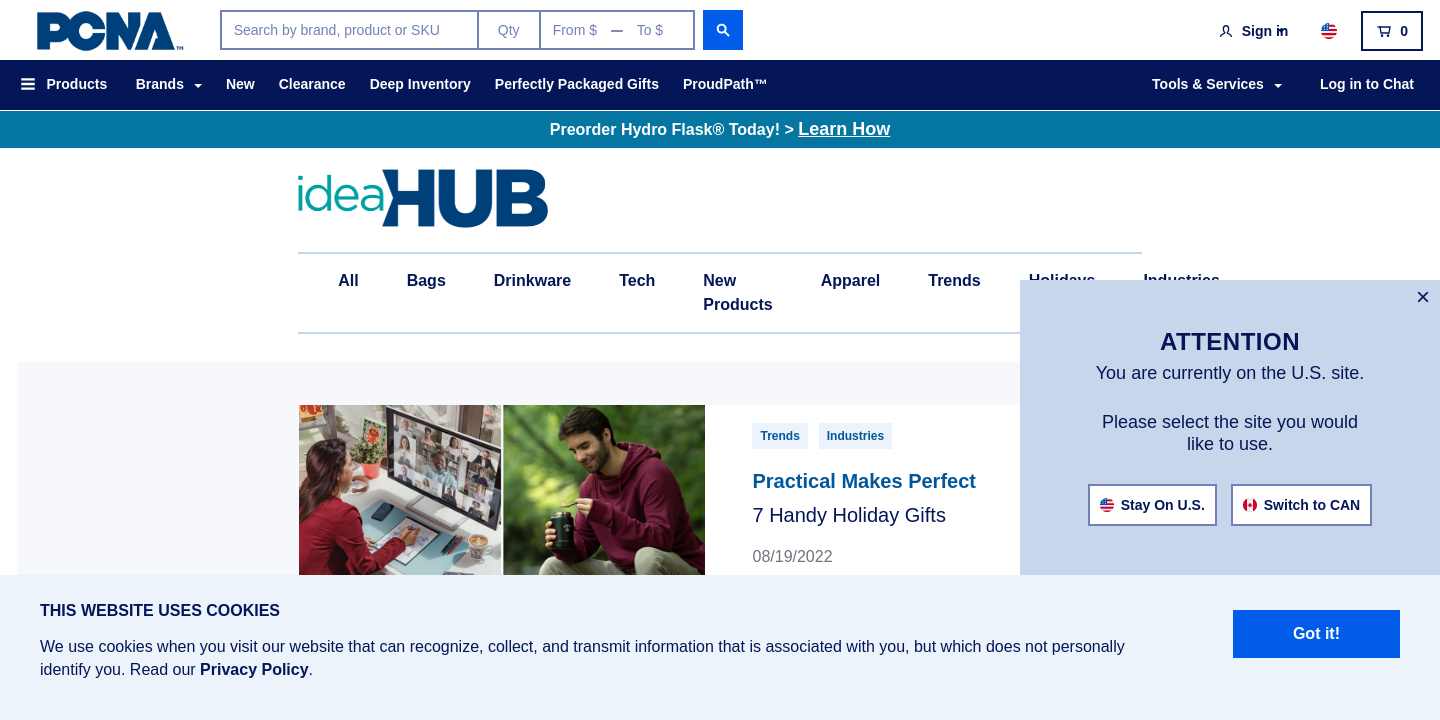 PCNA™
Search by brand, product or SKU
Qty
From $ — To $
Sign in
0
Products
Brands
New
Clearance
Deep Inventory
Perfectly Packaged Gifts
ProudPath™
Tools & Services
Log in to Chat
Preorder Hydro Flask® Today! > Learn How
ideaHUB
All
Bags
Drinkware
Tech
New
Products
Apparel
Trends
Holidays
Industries
×
ATTENTION
You are currently on the U.S. site.
Please select the site you would
like to use.
Stay On U.S.
Switch to CAN
Trends
Industries
Practical Makes Perfect
7 Handy Holiday Gifts
08/19/2022
THIS WEBSITE USES COOKIES
We use cookies when you visit our website that can recognize, collect, and transmit information that is associated with you, but which does not personally
identify you. Read our Privacy Policy.
Got it!